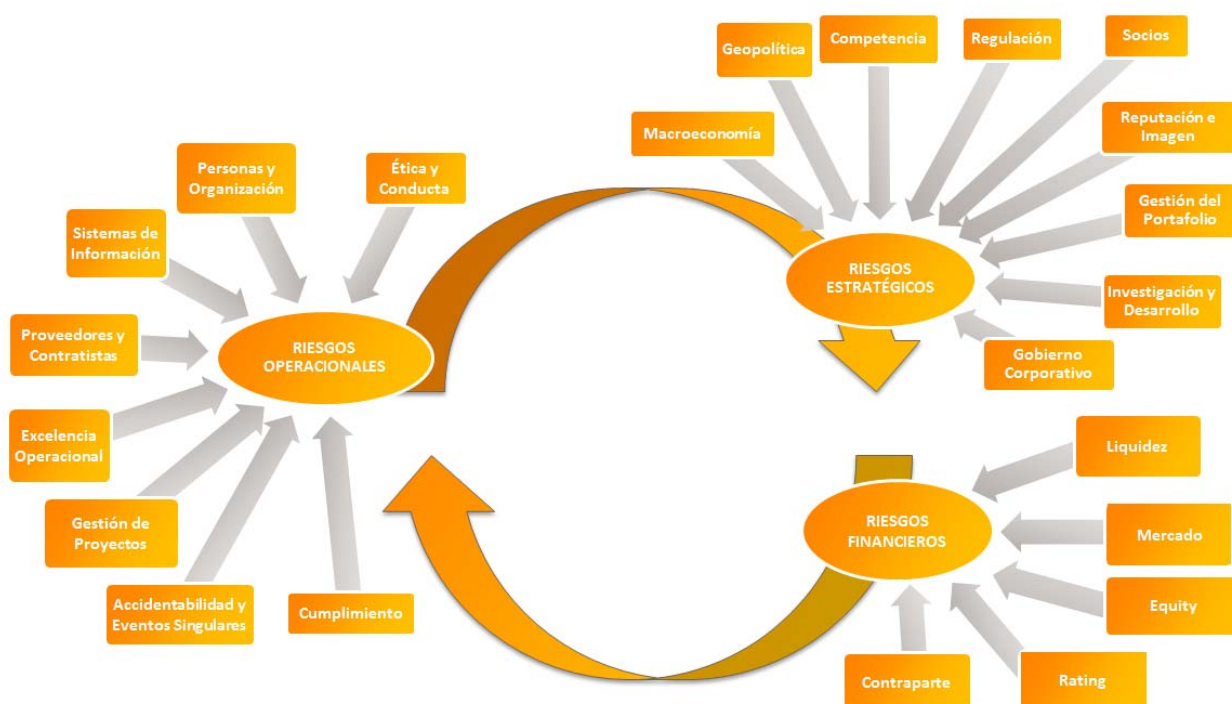 Geopolítica
Competencia
Regulación
Socios
Macroeconomía
Reputación e
Imagen
Gestión del
Portafolio
Investigación y
Desarrollo
Gobierno
Corporativo
RIESGOS
ESTRATÉGICOS
Personas y
Organización
Ética y
Conducta
Sistemas de
Información
Proveedores y
Contratistas
Excelencia
Operacional
Gestión de
Proyectos
Accidentabilidad y
Eventos Singulares
Cumplimiento
RIESGOS
OPERACIONALES
Liquidez
Mercado
Equity
Rating
Contraparte
RIESGOS
FINANCIEROS